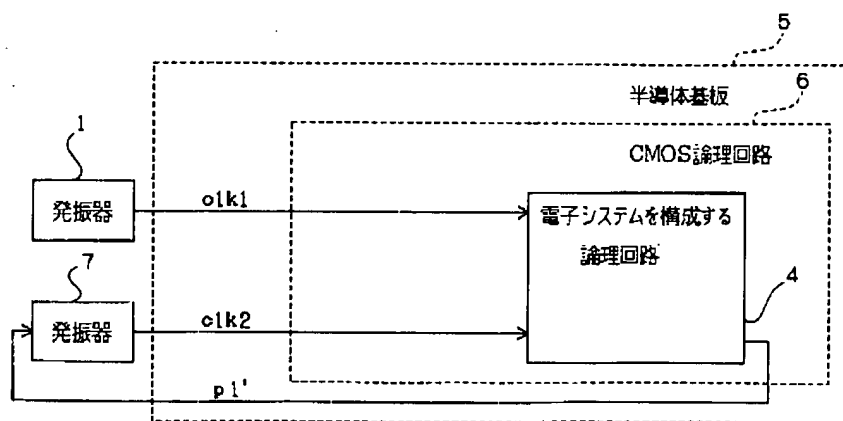 5
半導体基板
6
CMOS論理回路
1
発振器
clk1
電子システムを構成する
論理回路
7
発振器
clk2
4
p1'